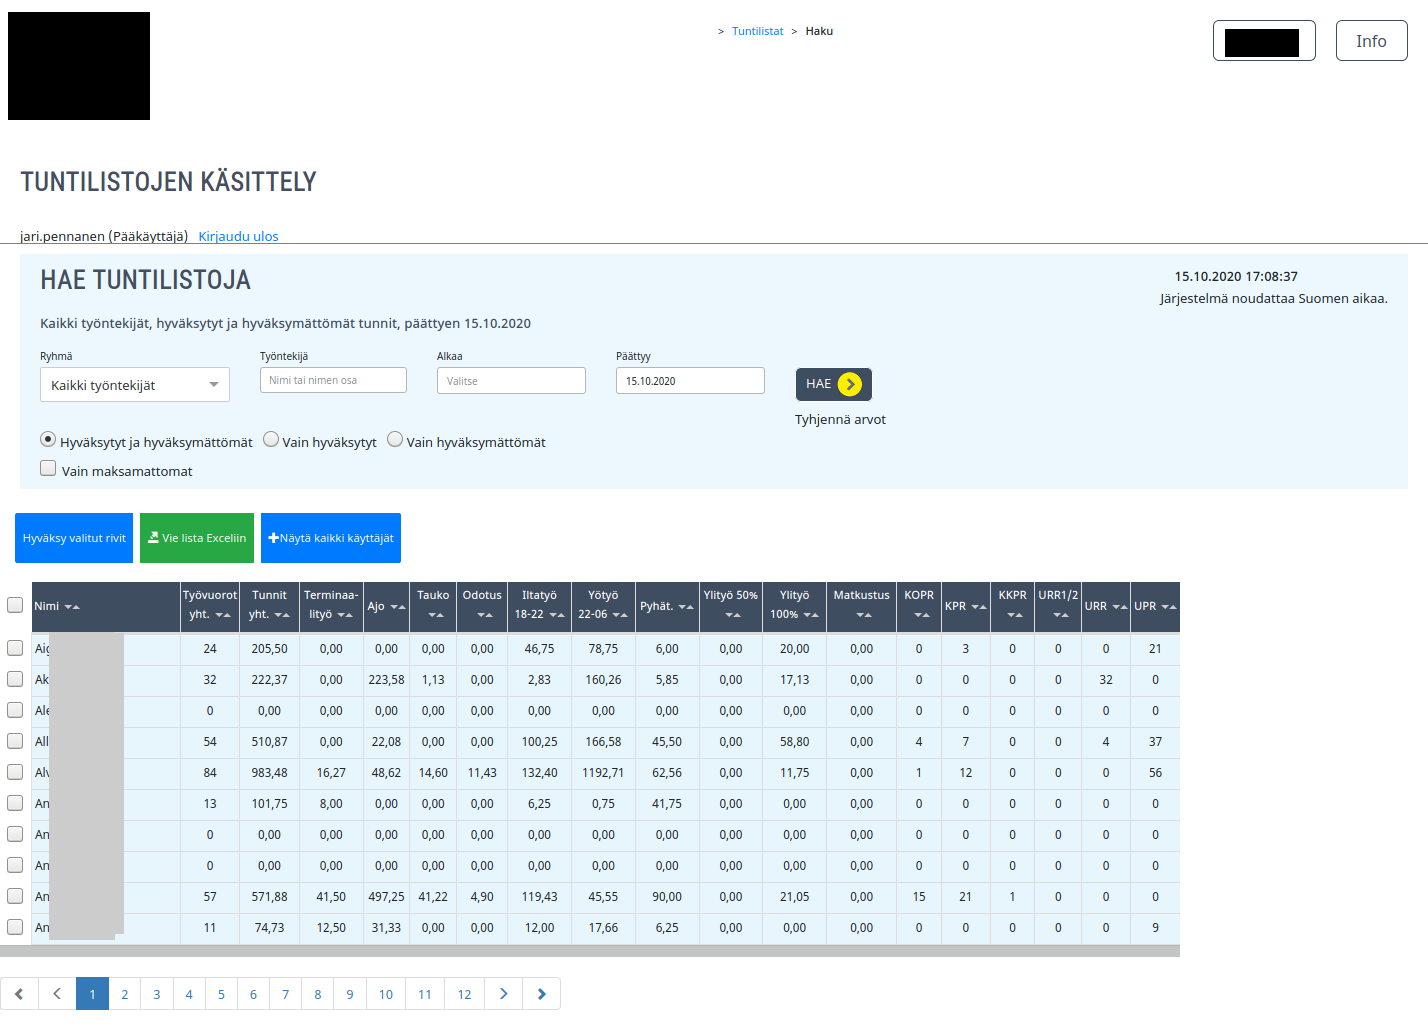 > Tuntilistat > Haku
Info
TUNTILISTOJEN KÄSITTELY
jari.pennanen (Pääkäyttäjä) Kirjaudu ulos
HAE TUNTILISTOJA
15.10.2020 17:08:37
Järjestelmä noudattaa Suomen aikaa.
Kaikki työntekijät, hyväksytyt ja hyväksymättömät tunnit, päättyen 15.10.2020
Ryhmä Työntekijä Alkaa Päättyy
Kaikki työntekijät Nimi tai nimen osa Valitse 15.10.2020 HAE
Tyhjennä arvot
Hyväksytyt ja hyväksymättömät Vain hyväksytyt Vain hyväksymättömät
Vain maksamattomat
Hyväksy valitut rivit Vie lista Exceliin Näytä kaikki käyttäjät
Nimi Työvuorot yht. Tunnit yht. Terminaa-lityö Ajo Tauko Odotus Iltatyö 18-22 Yötyö 22-06 Pyhät. Ylityö 50% Ylityö 100% Matkustus KOPR KPR KKPR URR1/2 URR UPR
24 205,50 0,00 0,00 0,00 0,00 46,75 78,75 6,00 0,00 20,00 0,00 0 3 0 0 0 21
Ak 32 222,37 0,00 223,58 1,13 0,00 2,83 160,26 5,85 0,00 17,13 0,00 0 0 0 0 32 0
0 0,00 0,00 0,00 0,00 0,00 0,00 0,00 0,00 0,00 0,00 0,00 0 0 0 0 0 0
All 54 510,87 0,00 22,08 0,00 0,00 100,25 166,58 45,50 0,00 58,80 0,00 4 7 0 0 4 37
84 983,48 16,27 48,62 14,60 11,43 132,40 1192,71 62,56 0,00 11,75 0,00 1 12 0 0 0 56
An 13 101,75 8,00 0,00 0,00 0,00 6,25 0,75 41,75 0,00 0,00 0,00 0 0 0 0 0 0
An 0 0,00 0,00 0,00 0,00 0,00 0,00 0,00 0,00 0,00 0,00 0,00 0 0 0 0 0 0
An 0 0,00 0,00 0,00 0,00 0,00 0,00 0,00 0,00 0,00 0,00 0,00 0 0 0 0 0 0
An 57 571,88 41,50 497,25 41,22 4,90 119,43 45,55 90,00 0,00 21,05 0,00 15 21 1 0 0 0
An 11 74,73 12,50 31,33 0,00 0,00 12,00 17,66 6,25 0,00 0,00 0,00 0 0 0 0 0 9
1 2 3 4 5 6 7 8 9 10 11 12